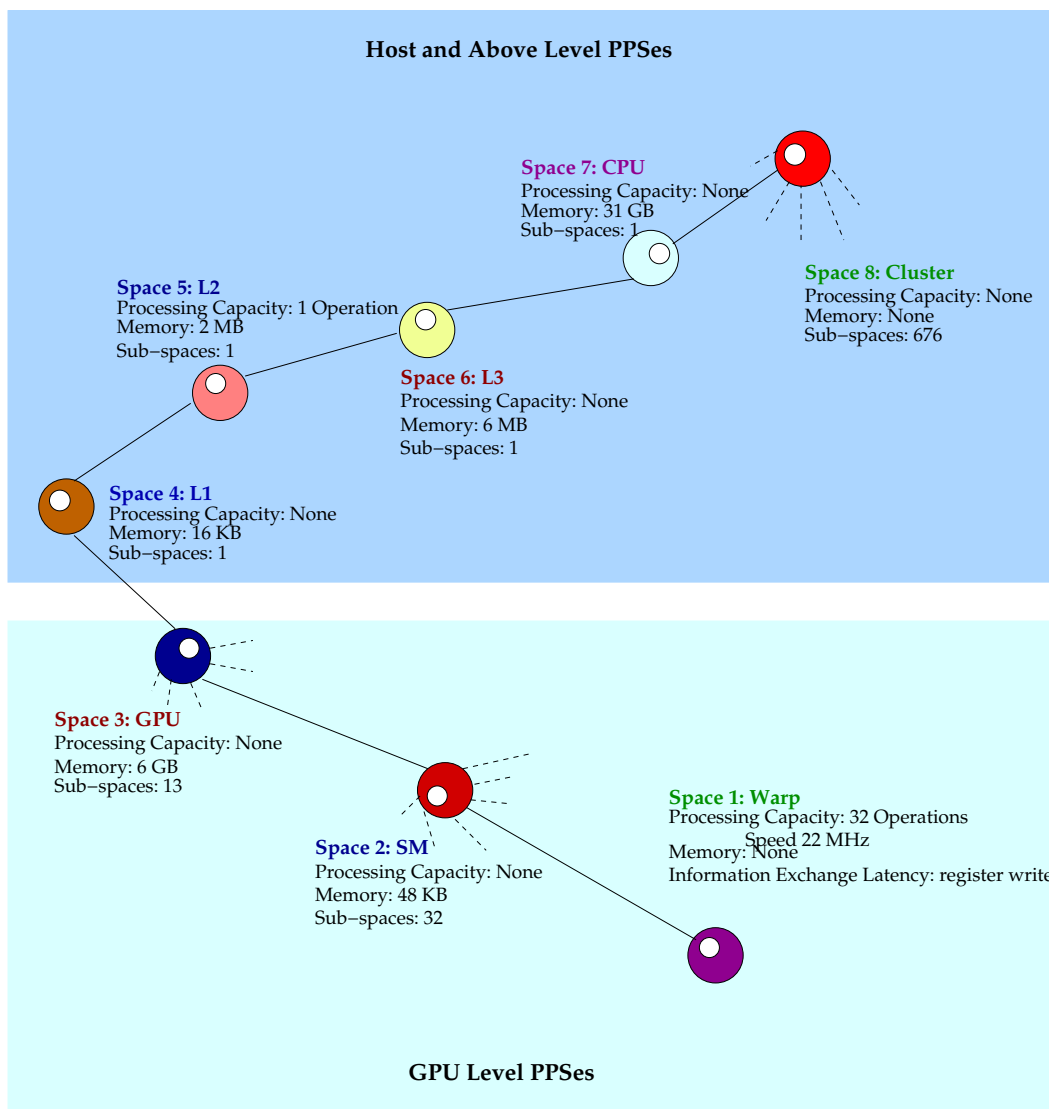 Host and Above Level PPSes
Space 7: CPU
Processing Capacity: None
Memory: 31 GB
Sub−spaces: 1
Space 8: Cluster
Processing Capacity: None
Memory: None
Sub−spaces: 676
Space 5: L2
Processing Capacity: 1 Operation
Memory: 2 MB
Sub−spaces: 1
Space 6: L3
Processing Capacity: None
Memory: 6 MB
Sub−spaces: 1
Space 4: L1
Processing Capacity: None
Memory: 16 KB
Sub−spaces: 1
Space 3: GPU
Processing Capacity: None
Memory: 6 GB
Sub−spaces: 13
Space 2: SM
Processing Capacity: None
Memory: 48 KB
Sub−spaces: 32
Space 1: Warp
Processing Capacity: 32 Operations
Speed 22 MHz
Memory: None
Information Exchange Latency: register write
GPU Level PPSes